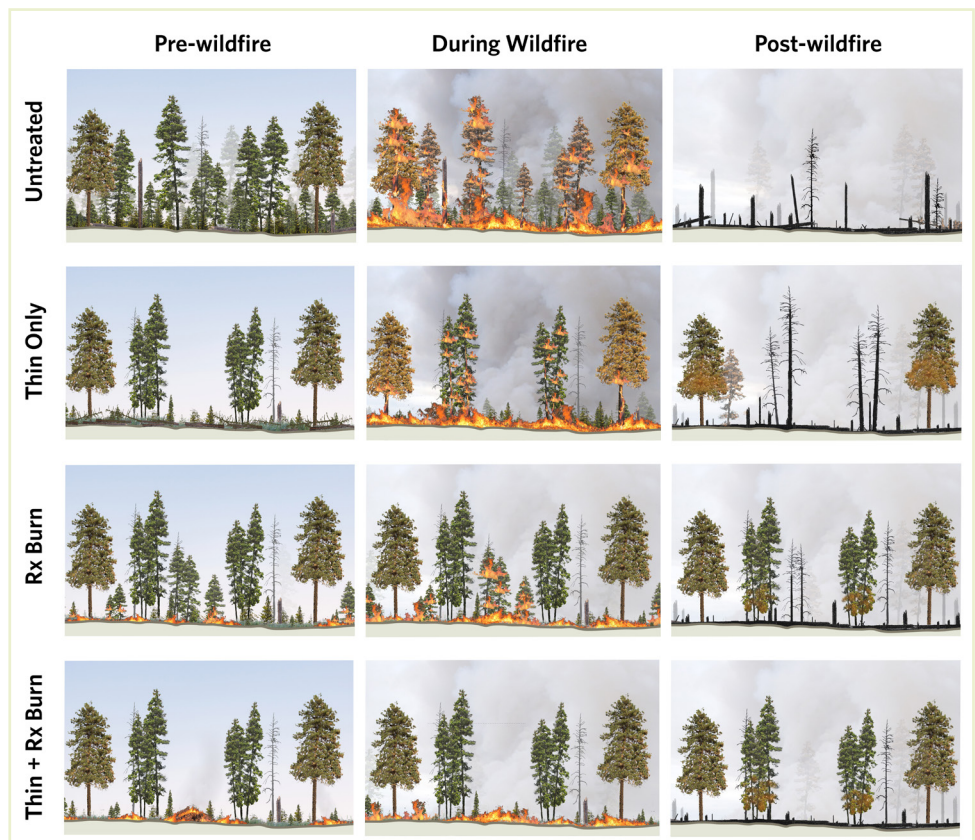 Pre-wildfire
During Wildfire
Post-wildfire
Untreated
Thin Only
Rx Burn
Thin + Rx Burn